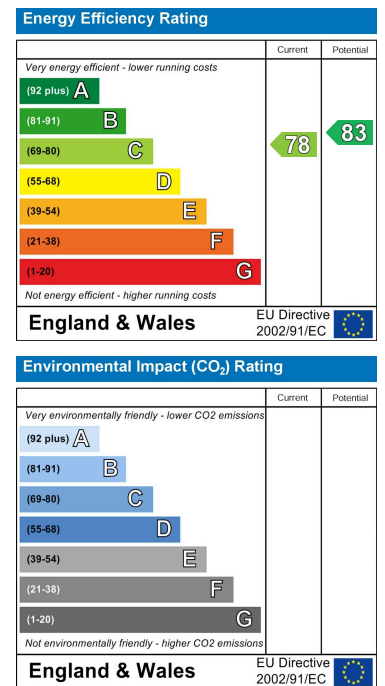 Energy Efficiency Rating
Current Potential
Very energy efficient - lower running costs
(92 plus) A
(81-91) B
(69-80) C
(55-68) D
(39-54) E
(21-38) F
(1-20) G
78 83
Not energy efficient - higher running costs
England & Wales
EU Directive
2002/91/EC
Environmental Impact (CO₂) Rating
Current Potential
Very environmentally friendly - lower CO2 emissions
(92 plus) A
(81-91) B
(69-80) C
(55-68) D
(39-54) E
(21-38) F
(1-20) G
Not environmentally friendly - higher CO2 emissions
England & Wales
EU Directive
2002/91/EC